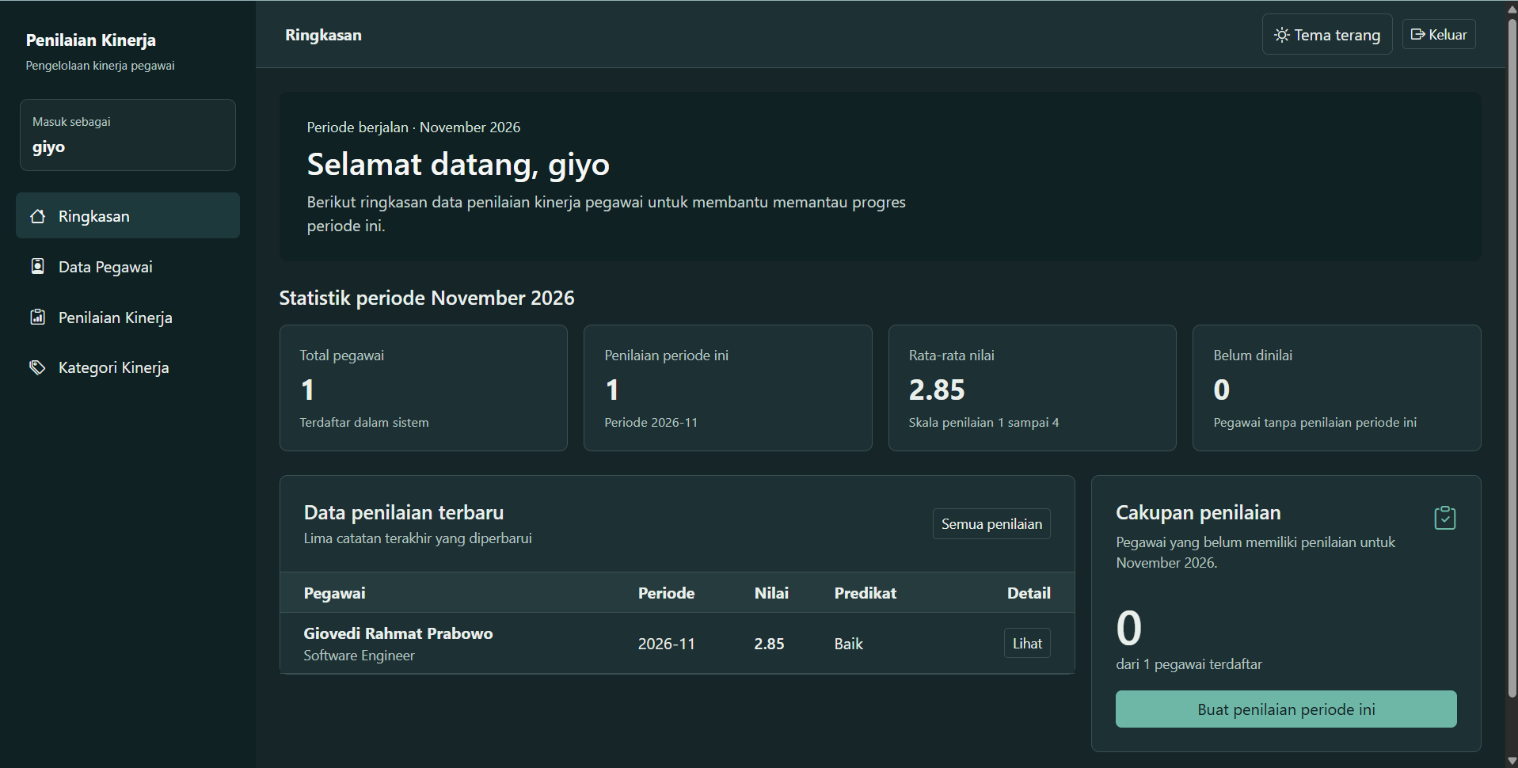 Penilaian Kinerja
Pengelolaan kinerja pegawai
Masuk sebagai
giyo
Ringkasan
Data Pegawai
Penilaian Kinerja
Kategori Kinerja
Ringkasan
Tema terang
Keluar
Periode berjalan · November 2026
Selamat datang, giyo
Berikut ringkasan data penilaian kinerja pegawai untuk membantu memantau progres
periode ini.
Statistik periode November 2026
Total pegawai
1
Terdaftar dalam sistem
Penilaian periode ini
1
Periode 2026-11
Rata-rata nilai
2.85
Skala penilaian 1 sampai 4
Belum dinilai
0
Pegawai tanpa penilaian periode ini
Data penilaian terbaru
Lima catatan terakhir yang diperbarui
Semua penilaian
Pegawai Periode Nilai Predikat Detail
Giovedi Rahmat Prabowo
Software Engineer
2026-11 2.85 Baik Lihat
Cakupan penilaian
Pegawai yang belum memiliki penilaian untuk
November 2026.
0
dari 1 pegawai terdaftar
Buat penilaian periode ini